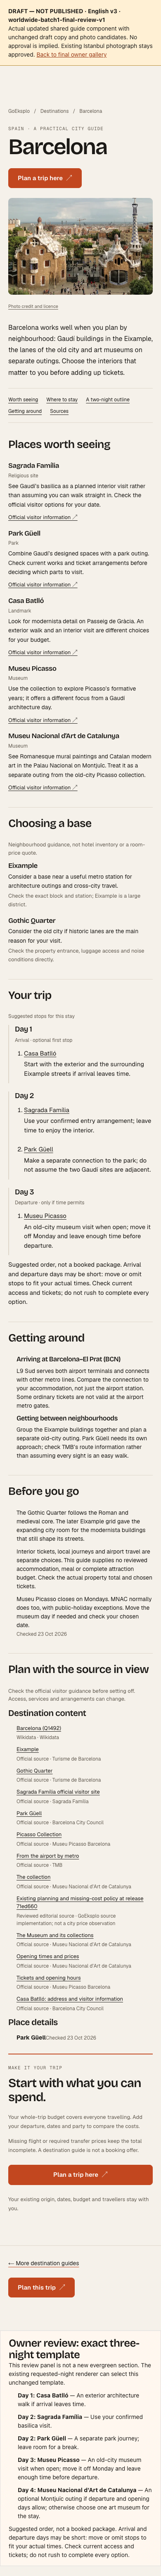 DRAFT — NOT PUBLISHED · English v3 ·
worldwide-batch1-final-review-v1
Actual updated shared guide component with
unchanged draft copy and photo candidates. No
approval is implied. Existing Istanbul photograph stays
approved. Back to final owner gallery
GoEksplo / Destinations / Barcelona
SPAIN · A PRACTICAL CITY GUIDE
Barcelona
Plan a trip here ↗
Photo credit and licence
Barcelona works well when you plan by
neighbourhood: Gaudí buildings in the Eixample,
the lanes of the old city and art museums on
separate outings. Choose the interiors that
matter to you before adding up tickets.
Worth seeing Where to stay A two-night outline
Getting around Sources
Places worth seeing
Sagrada Família
Religious site
See Gaudí's basilica as a planned interior visit rather
than assuming you can walk straight in. Check the
official visitor options for your date.
Official visitor information ↗
Park Güell
Park
Combine Gaudí's designed spaces with a park outing.
Check current works and ticket arrangements before
deciding which parts to visit.
Official visitor information ↗
Casa Batlló
Landmark
Look for modernista detail on Passeig de Gràcia. An
exterior walk and an interior visit are different choices
for your budget.
Official visitor information ↗
Museu Picasso
Museum
Use the collection to explore Picasso's formative
years; it offers a different focus from a Gaudí
architecture day.
Official visitor information ↗
Museu Nacional d'Art de Catalunya
Museum
See Romanesque mural paintings and Catalan modern
art in the Palau Nacional on Montjuïc. Treat it as a
separate outing from the old-city Picasso collection.
Official visitor information ↗
Choosing a base
Neighbourhood guidance, not hotel inventory or a room-
price quote.
Eixample
Consider a base near a useful metro station for
architecture outings and cross-city travel.
Check the exact block and station; Eixample is a large
district.
Gothic Quarter
Consider the old city if historic lanes are the main
reason for your visit.
Check the property entrance, luggage access and noise
conditions directly.
Your trip
Suggested stops for this stay
Day 1
Arrival · optional first stop
1. Casa Batlló
Start with the exterior and the surrounding
Eixample streets if arrival leaves time.
Day 2
1. Sagrada Família
Use your confirmed entry arrangement; leave
time to enjoy the interior.
2. Park Güell
Make a separate connection to the park; do
not assume the two Gaudí sites are adjacent.
Day 3
Departure · only if time permits
1. Museu Picasso
An old-city museum visit when open; move it
off Monday and leave enough time before
departure.
Suggested order, not a booked package. Arrival
and departure days may be short: move or omit
stops to fit your actual times. Check current
access and tickets; do not rush to complete every
option.
Getting around
Arriving at Barcelona–El Prat (BCN)
L9 Sud serves both airport terminals and connects
with other metro lines. Compare the connection to
your accommodation, not just the airport station.
Some ordinary tickets are not valid at the airport
metro gates.
Getting between neighbourhoods
Group the Eixample buildings together and plan a
separate old-city outing. Park Güell needs its own
approach; check TMB's route information rather
than assuming every sight is an easy walk.
Before you go
The Gothic Quarter follows the Roman and
medieval core. The later Eixample grid gave the
expanding city room for the modernista buildings
that still shape its streets.
Interior tickets, local journeys and airport travel are
separate choices. This guide supplies no reviewed
accommodation, meal or complete attraction
budget. Check the actual property total and chosen
tickets.
Museu Picasso closes on Mondays. MNAC normally
does too, with public-holiday exceptions. Move the
museum day if needed and check your chosen
date.
Checked 23 Oct 2026
Plan with the source in view
Check the official visitor guidance before setting off.
Access, services and arrangements can change.
Destination content
Barcelona (Q1492)
Wikidata · Wikidata
Eixample
Official source · Turisme de Barcelona
Gothic Quarter
Official source · Turisme de Barcelona
Sagrada Família official visitor site
Official source · Sagrada Família
Park Güell
Official source · Barcelona City Council
Picasso Collection
Official source · Museu Picasso Barcelona
From the airport by metro
Official source · TMB
The collection
Official source · Museu Nacional d'Art de Catalunya
Existing planning and missing-cost policy at release
71ed680
Reviewed editorial source · GoEksplo source
implementation; not a city price observation
The Museum and its collections
Official source · Museu Nacional d'Art de Catalunya
Opening times and prices
Official source · Museu Nacional d'Art de Catalunya
Tickets and opening hours
Official source · Museu Picasso Barcelona
Casa Batlló: address and visitor information
Official source · Barcelona City Council
Place details
Park GüellChecked 23 Oct 2026
MAKE IT YOUR TRIP
Start with what you can
spend.
Your whole-trip budget covers everyone travelling. Add
your departure, dates and party to compare the costs.
Missing flight or required transfer prices keep the total
incomplete. A destination guide is not a booking offer.
Plan a trip here ↗
Your existing origin, dates, budget and travellers stay with
you.
← More destination guides
Plan this trip ↗
Owner review: exact three-
night template
This review panel is not a new evergreen section. The
existing requested-night renderer can select this
unchanged template.
Day 1: Casa Batlló — An exterior architecture
walk if arrival leaves time.
Day 2: Sagrada Família — Use your confirmed
basilica visit.
Day 2: Park Güell — A separate park journey;
leave room for a break.
Day 3: Museu Picasso — An old-city museum
visit when open; move it off Monday and leave
enough time before departure.
Day 4: Museu Nacional d'Art de Catalunya — An
optional Montjuïc outing if departure and opening
days allow; otherwise choose one art museum for
the stay.
Suggested order, not a booked package. Arrival and
departure days may be short: move or omit stops to
fit your actual times. Check current access and
tickets; do not rush to complete every option.